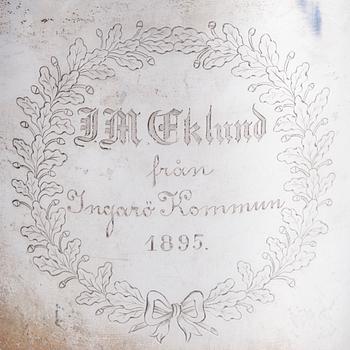 J M Eklund
från
Ingarö Kommun
1895.